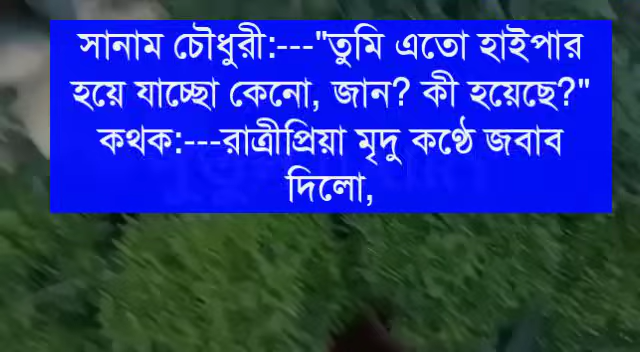 সানাম চৌধুরী:---"তুমি এতো হাইপার
হয়ে যাচ্ছো কেনো, জান? কী হয়েছে?"
কথক:---রাত্রীপ্রিয়া মৃদু কণ্ঠে জবাব
দিলো,